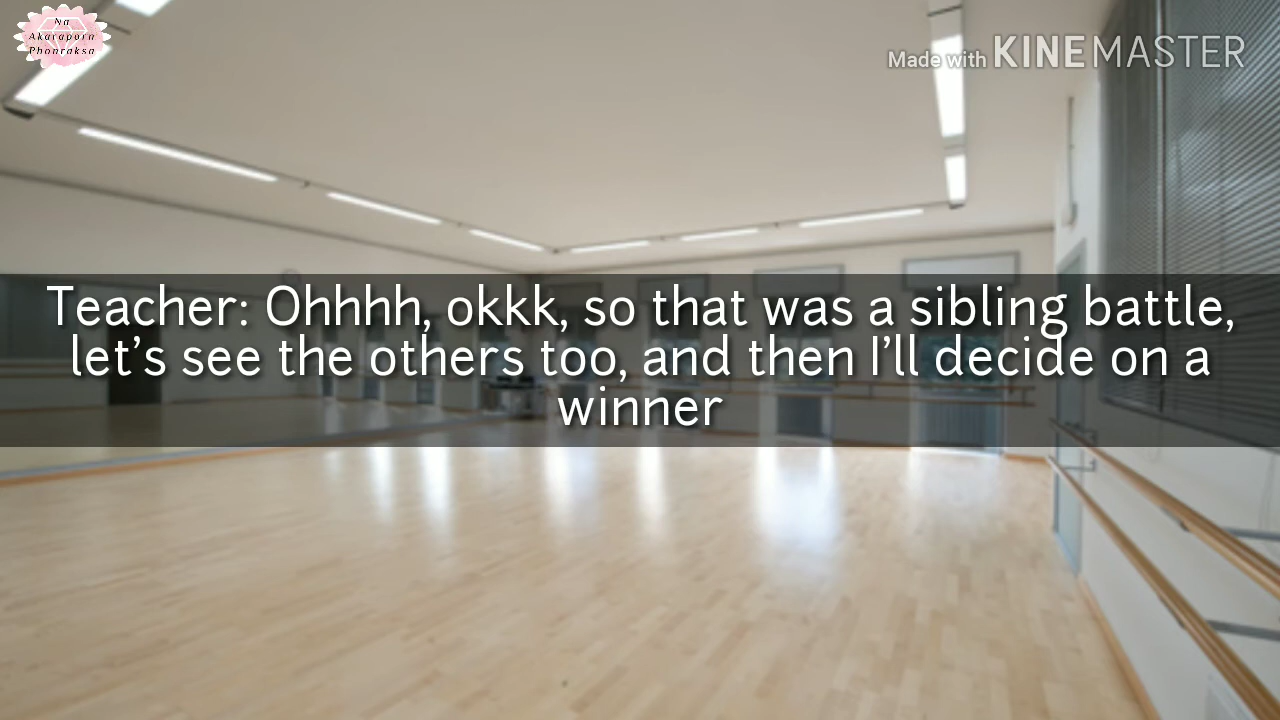 Na
Akaraporn
Phonraksa
Made with KINEMASTER
Teacher: Ohhhh, okkk, so that was a sibling battle,
let’s see the others too, and then I’ll decide on a
winner